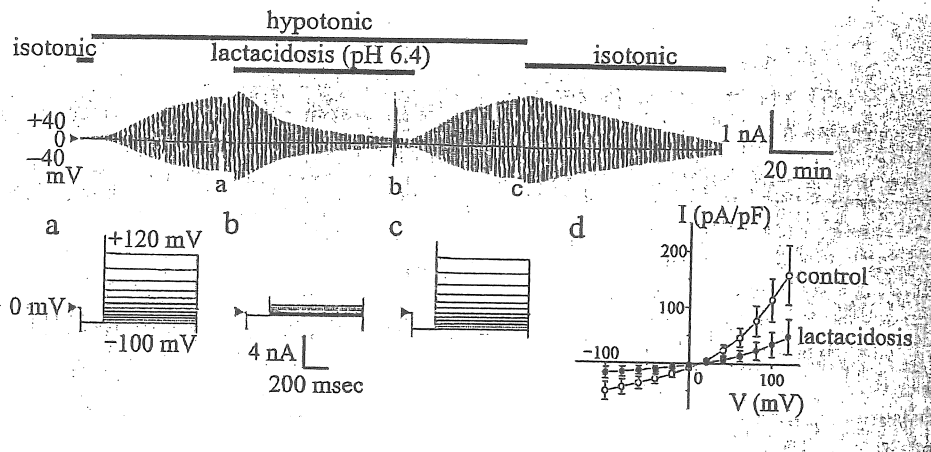 hypotonic
isotonic
lactacidosis (pH 6.4)
isotonic
+40
0
−40
mV
a
b
c
1 nA
20 min
a
b
c
d
+120 mV
0 mV
−100 mV
4 nA
200 msec
I (pA/pF)
200
100
control
lactacidosis
−100
0
100
V (mV)